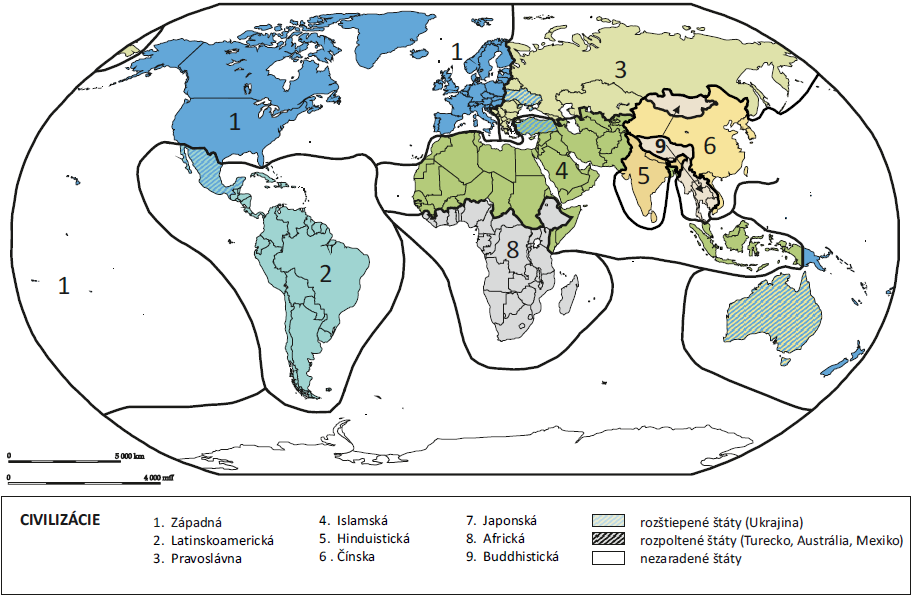 1
3
1
6
9
4
5
8
2
1
0 5 000 km
0 4 000 mil
CIVILIZÁCIE
1. Západná
2. Latinskoamerická
3. Pravoslávna
4. Islamská
5. Hinduistická
6 . Čínska
7. Japonská
8. Africká
9. Buddhistická
rozštiepené štáty (Ukrajina)
rozpoltené štáty (Turecko, Austrália, Mexiko)
nezaradené štáty